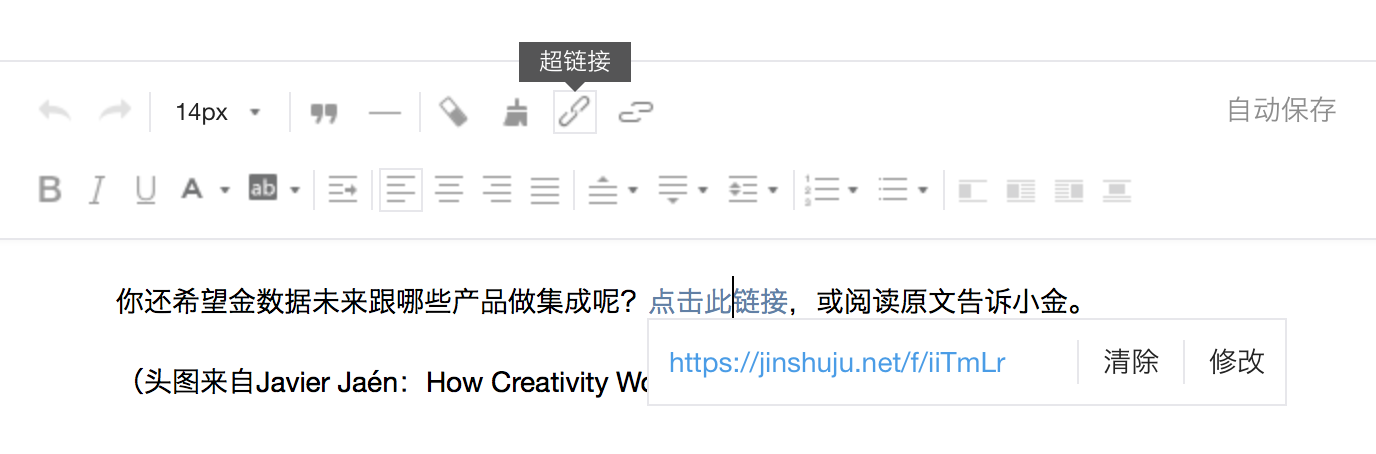 超链接
14px
自动保存
B I U A ab
你还希望金数据未来跟哪些产品做集成呢？点击此链接，或阅读原文告诉小金。
https://jinshuju.net/f/iiTmLr 清除 修改
（头图来自Javier Jaén：How Creativity